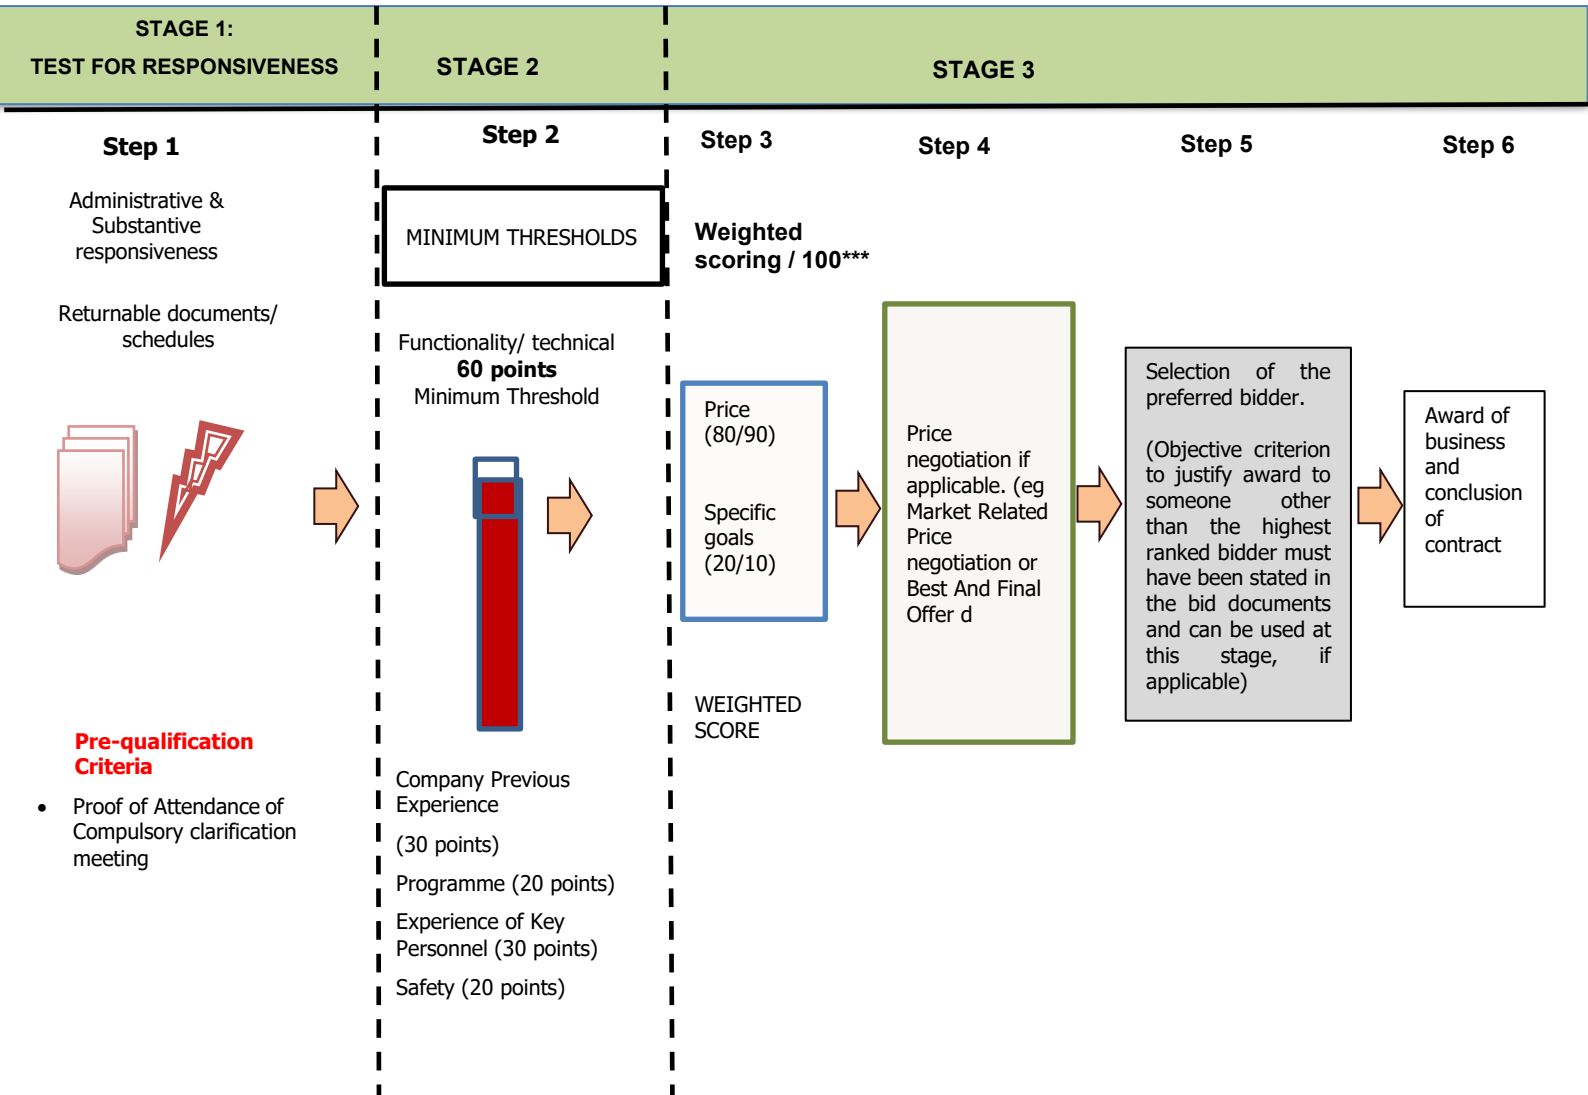 STAGE 1:
TEST FOR RESPONSIVENESS
STAGE 2
STAGE 3
Step 1
Administrative &
Substantive
responsiveness
Returnable documents/
schedules
Pre-qualification
Criteria
• Proof of Attendance of
Compulsory clarification
meeting
Step 2
MINIMUM THRESHOLDS
Functionality/ technical
60 points
Minimum Threshold
Company Previous
Experience
(30 points)
Programme (20 points)
Experience of Key
Personnel (30 points)
Safety (20 points)
Step 3
Weighted
scoring / 100***
Price
(80/90)
Specific
goals
(20/10)
WEIGHTED
SCORE
Step 4
Price
negotiation if
applicable. (eg
Market Related
Price
negotiation or
Best And Final
Offer d
Step 5
Selection of the
preferred bidder.
(Objective criterion
to justify award to
someone other
than the highest
ranked bidder must
have been stated in
the bid documents
and can be used at
this stage, if
applicable)
Step 6
Award of
business
and
conclusion
of
contract